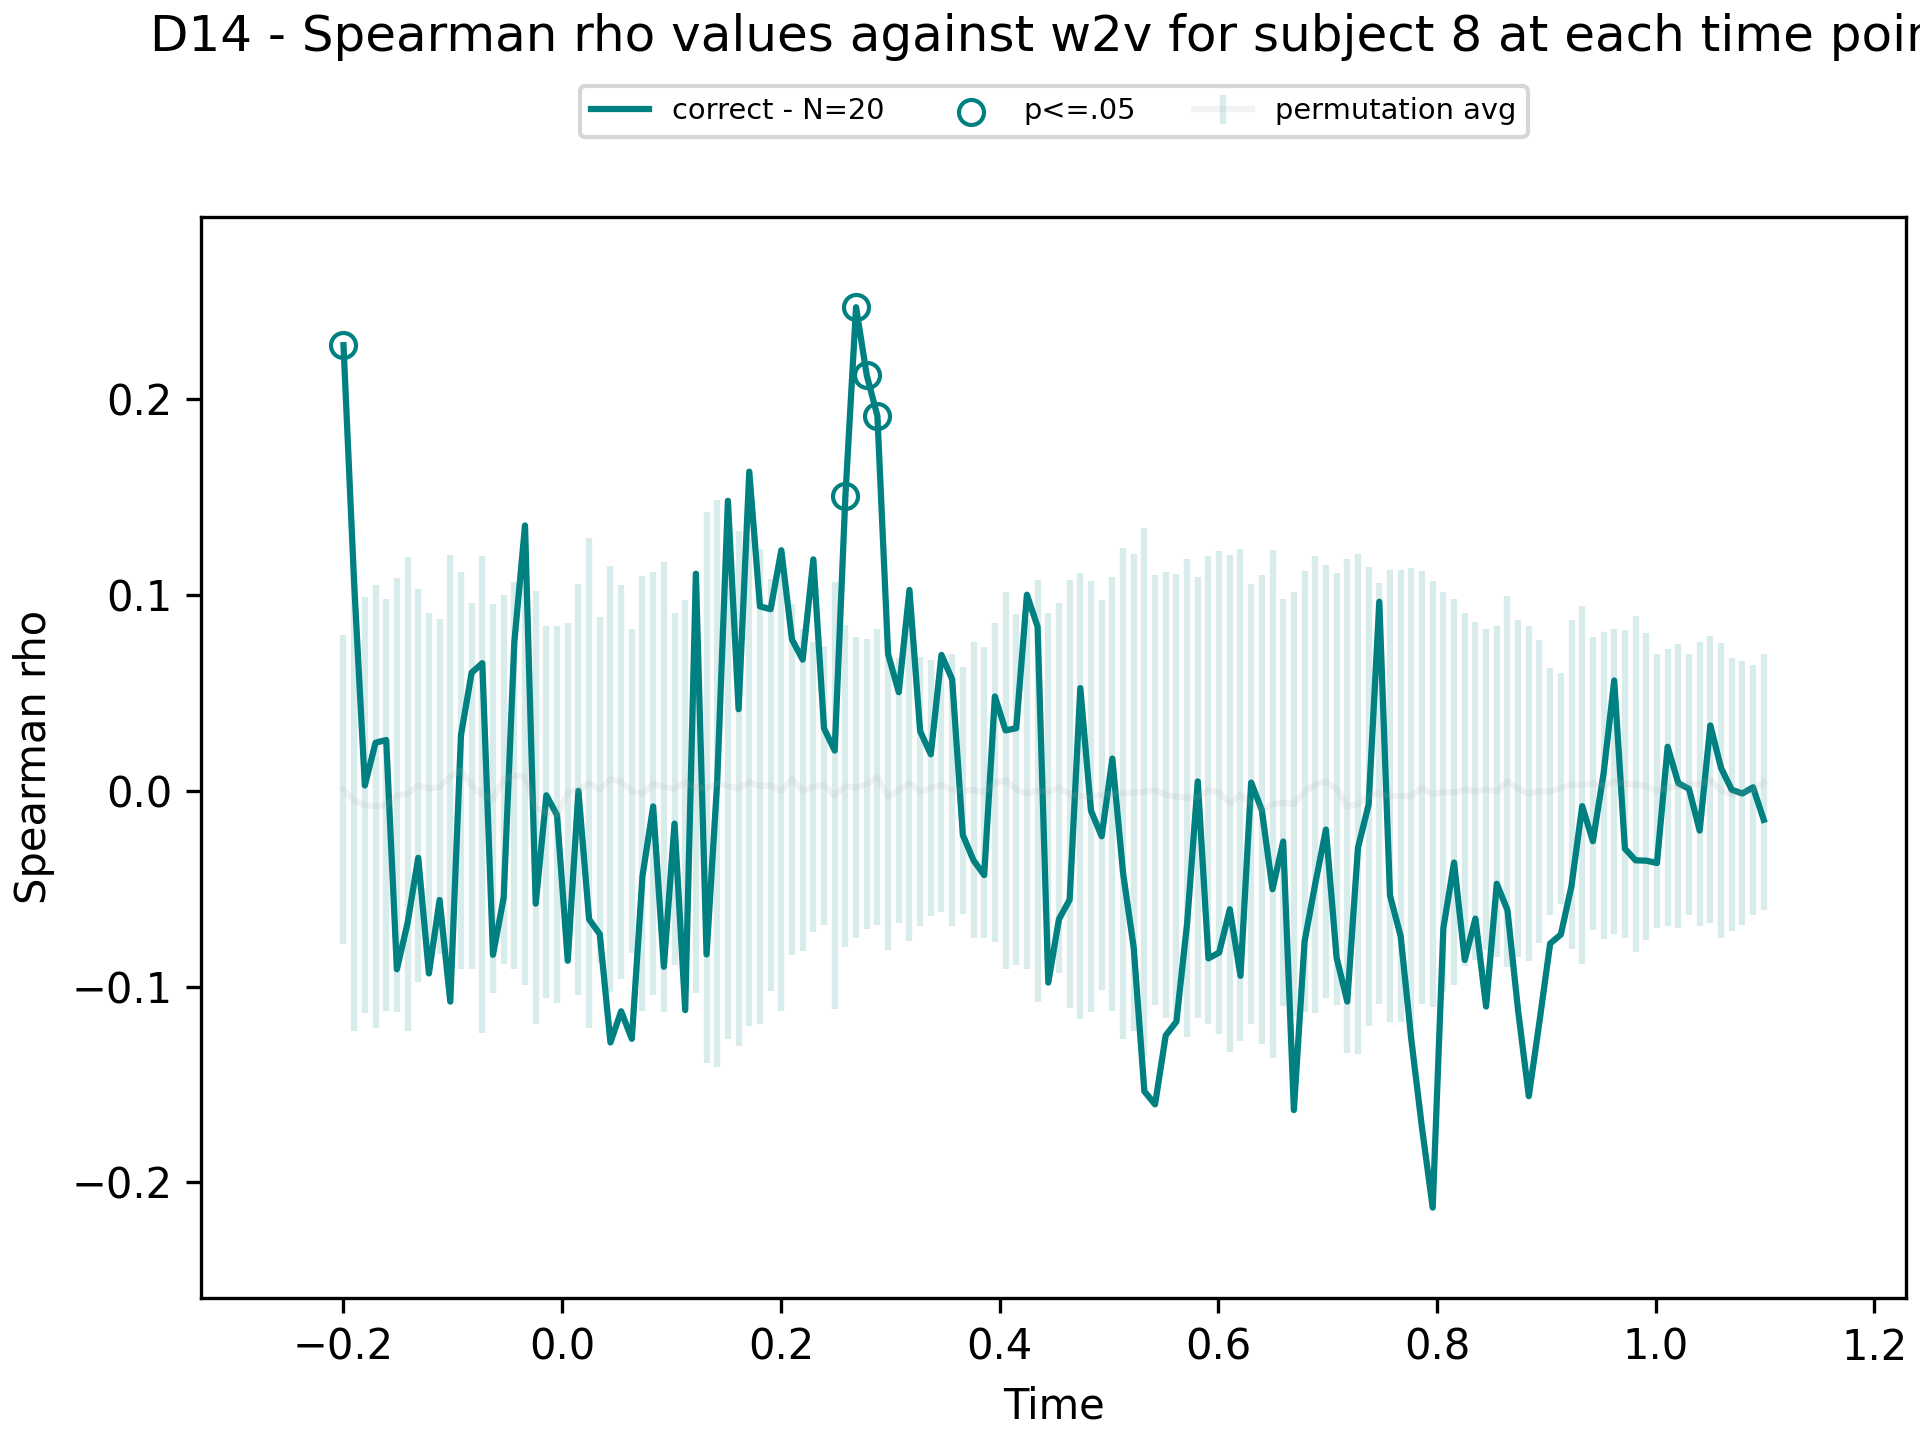 D14 - Spearman rho values against w2v for subject 8 at each time
correct - N=20 p<=.05 permutation avg
Spearman rho
0.2
0.1
0.0
−0.1
−0.2
−0.2 0.0 0.2 0.4 0.6 0.8 1.0 1.2
Time